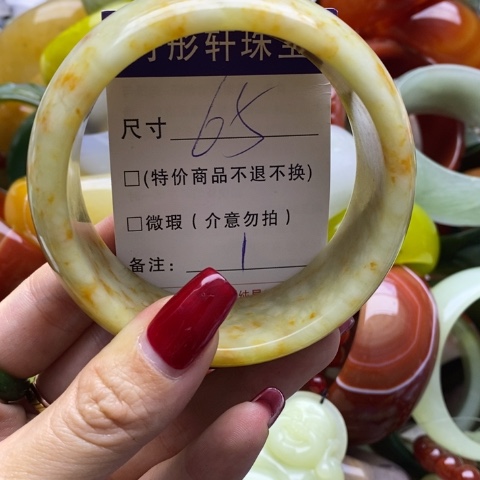 彤轩珠宝
尺寸 65
□(特价商品不退不换)
□微瑕(介意勿拍)
备注: 1